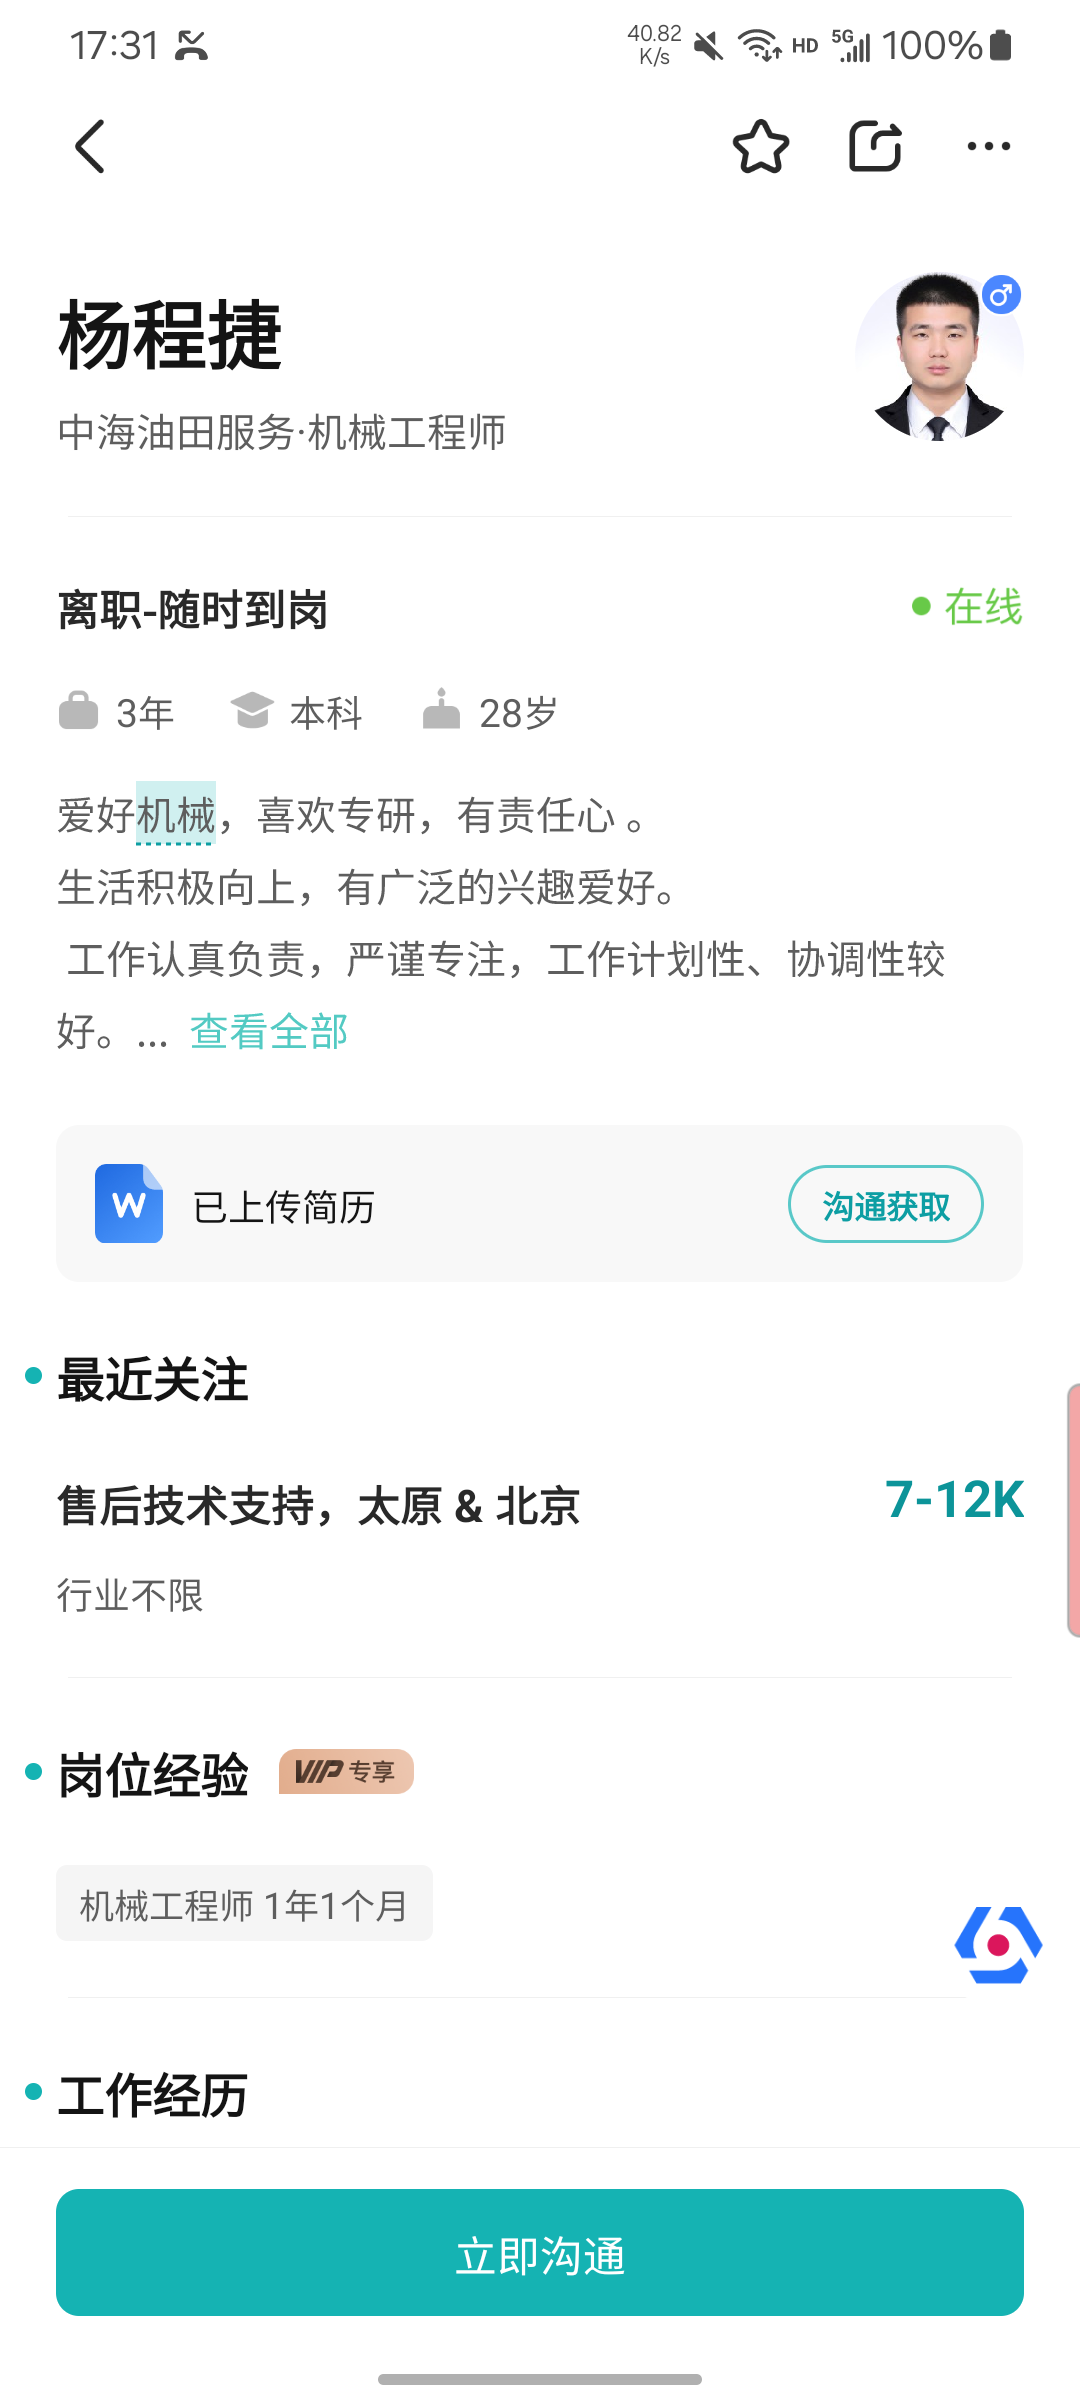 17:31
40.82 K/s HD 5G 100%
杨程捷
中海油田服务·机械工程师
离职-随时到岗
在线
3年 本科 28岁
爱好机械，喜欢专研，有责任心 。
生活积极向上，有广泛的兴趣爱好。
工作认真负责，严谨专注，工作计划性、协调性较
好。... 查看全部
W 已上传简历 沟通获取
最近关注
售后技术支持，太原 & 北京 7-12K
行业不限
岗位经验 VIP 专享
机械工程师 1年1个月
工作经历
立即沟通